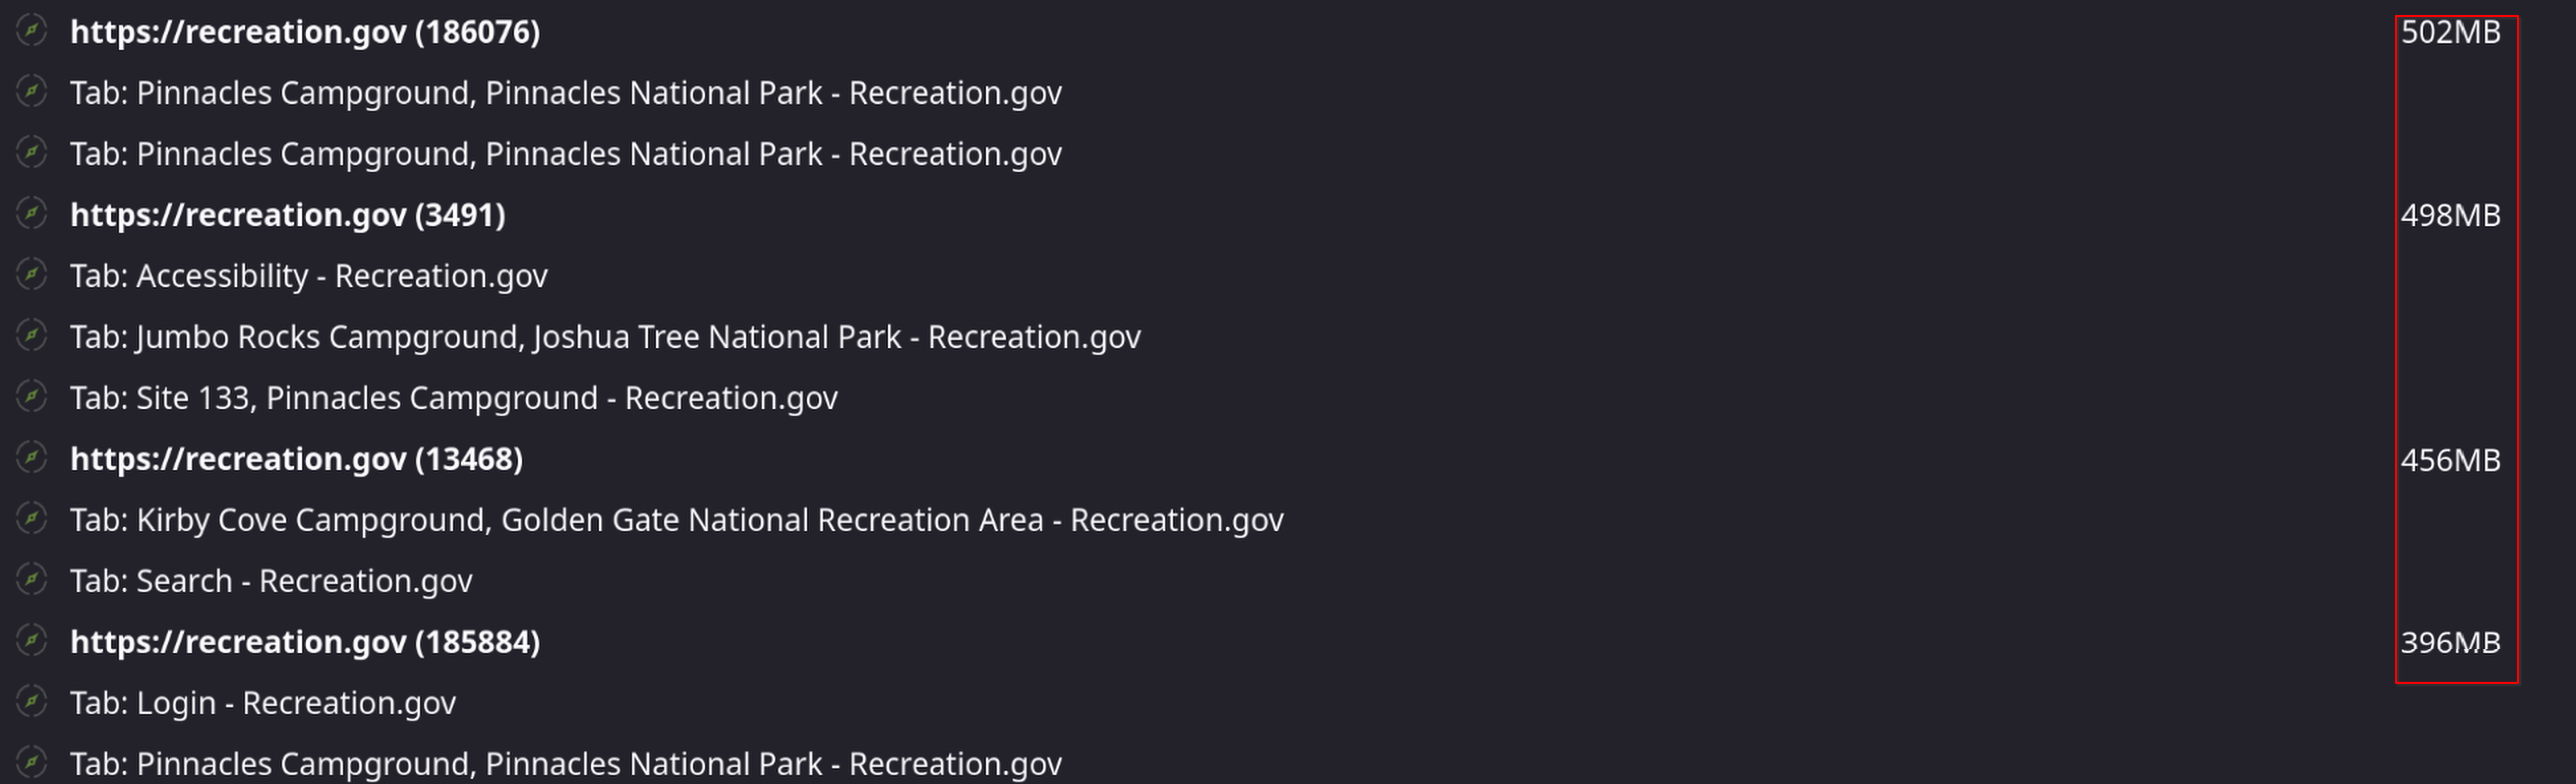 https://recreation.gov (186076) 502MB
Tab: Pinnacles Campground, Pinnacles National Park - Recreation.gov
Tab: Pinnacles Campground, Pinnacles National Park - Recreation.gov
https://recreation.gov (3491) 498MB
Tab: Accessibility - Recreation.gov
Tab: Jumbo Rocks Campground, Joshua Tree National Park - Recreation.gov
Tab: Site 133, Pinnacles Campground - Recreation.gov
https://recreation.gov (13468) 456MB
Tab: Kirby Cove Campground, Golden Gate National Recreation Area - Recreation.gov
Tab: Search - Recreation.gov
https://recreation.gov (185884) 396MB
Tab: Login - Recreation.gov
Tab: Pinnacles Campground, Pinnacles National Park - Recreation.gov